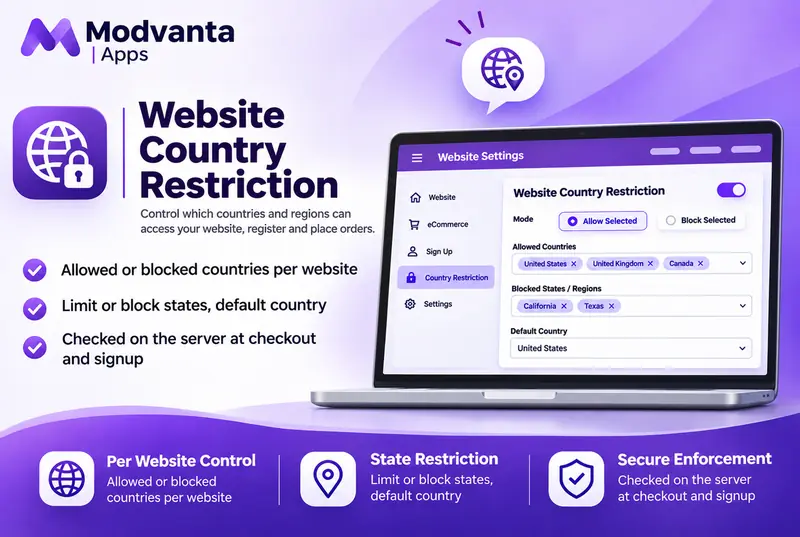 Modvanta
| Apps
Website
Country
Restriction
Control which countries and regions can
access your website, register and place orders.
Allowed or blocked countries per website
Limit or block states, default country
Checked on the server at checkout
and signup
Website Settings
Website
eCommerce
Sign Up
Country Restriction
Settings
Website Country Restriction
Mode
Allow Selected
Block Selected
Allowed Countries
United States ×
United Kingdom ×
Canada ×
Blocked States / Regions
California ×
Texas ×
Default Country
United States
Per Website Control
Allowed or blocked
countries per website
State Restriction
Limit or block states,
default country
Secure Enforcement
Checked on the server
at checkout and signup